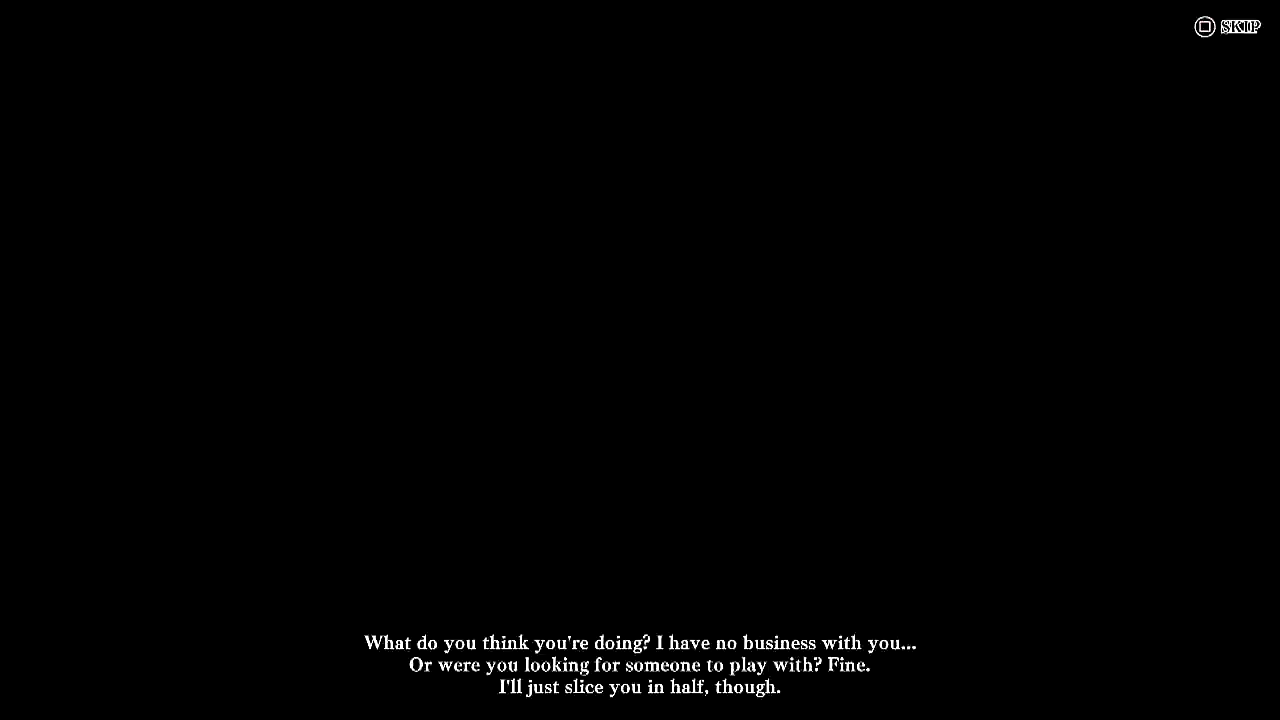 SKIP
What do you think you're doing? I have no business with you...
Or were you looking for someone to play with? Fine.
I'll just slice you in half, though.